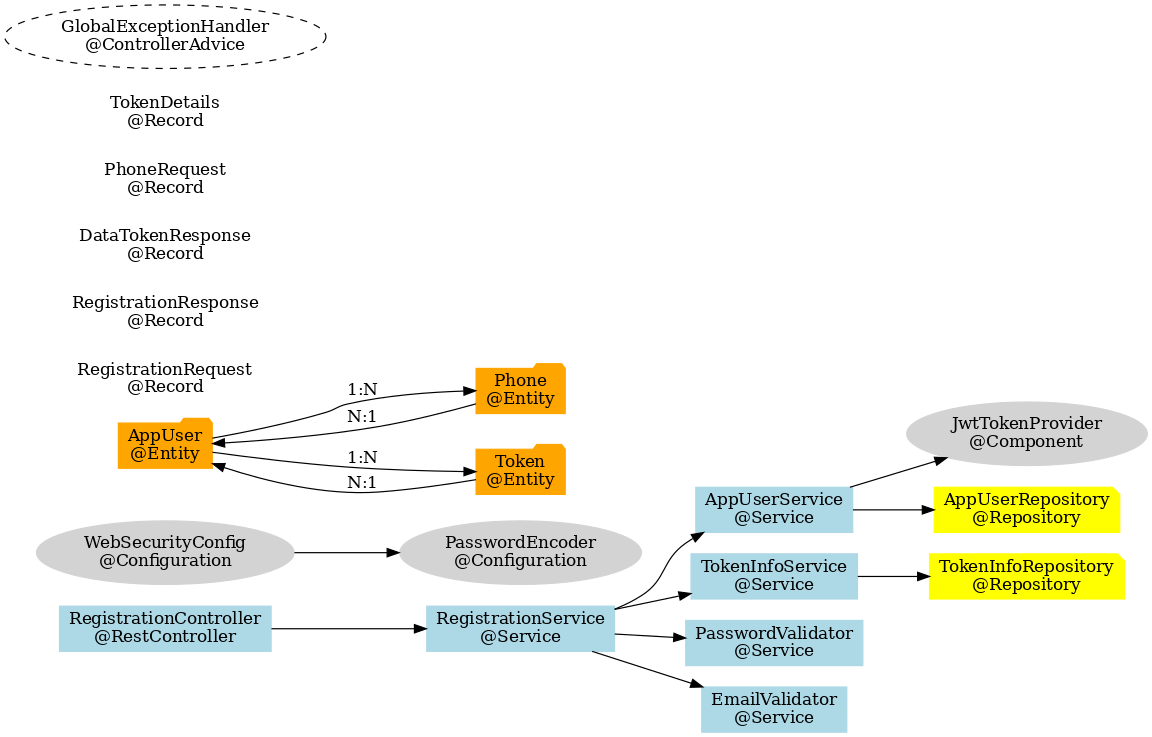 GlobalExceptionHandler
@ControllerAdvice
TokenDetails
@Record
PhoneRequest
@Record
DataTokenResponse
@Record
RegistrationResponse
@Record
RegistrationRequest
@Record
AppUser
@Entity
1:N
N:1
1:N
N:1
Phone
@Entity
Token
@Entity
WebSecurityConfig
@Configuration
PasswordEncoder
@Configuration
RegistrationController
@RestController
RegistrationService
@Service
AppUserService
@Service
TokenInfoService
@Service
PasswordValidator
@Service
EmailValidator
@Service
JwtTokenProvider
@Component
AppUserRepository
@Repository
TokenInfoRepository
@Repository